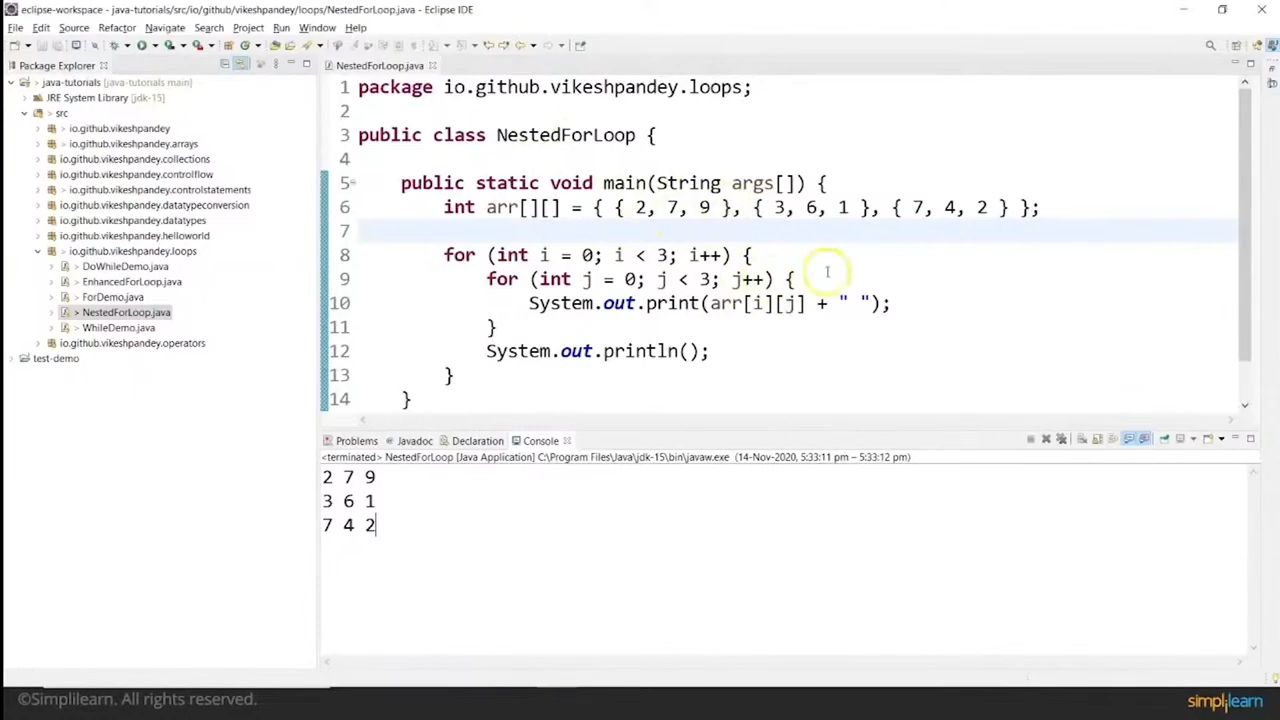 eclipse-workspace - java-tutorials/src/io/github/vikeshpandey/loops/NestedForLoop.java - Eclipse IDE
File Edit Source Refactor Navigate Search Project Run Window Help
Package Explorer
java-tutorials [java-tutorials main]
JRE System Library [jdk-15]
src
> io.github.vikeshpandey
> io.github.vikeshpandey.arrays
io.github.vikeshpandey.collections
io.github.vikeshpandey.controlflow
> io.github.vikeshpandey.controlstatements
io.github.vikeshpandey.datatypeconversion
io.github.vikeshpandey.datatypes
io.github.vikeshpandey.helloworld
> io.github.vikeshpandey.loops
> DoWhileDemo.java
> EnhancedForLoop.java
> ForDemo.java
> NestedForLoop.java
> WhileDemo.java
io.github.vikeshpandey.operators
test-demo
NestedForLoop.java
1 package io.github.vikeshpandey.loops;
2
3 public class NestedForLoop {
4
5 public static void main(String args[]) {
6 int arr[][] = { { 2, 7, 9 }, { 3, 6, 1 }, { 7, 4, 2 } };
7
8 for (int i = 0; i < 3; i++) {
9 for (int j = 0; j < 3; j++) {
10 System.out.print(arr[i][j] + " ");
11 }
12 System.out.println();
13 }
14 }
Problems Javadoc Declaration Console
<terminated> NestedForLoop [Java Application] C:\Program Files\Java\jdk-15\bin\javaw.exe (14-Nov-2020, 5:33:11 pm – 5:33:12 pm)
2 7 9
3 6 1
7 4 2
©Simplilearn. All rights reserved.
simplilearn